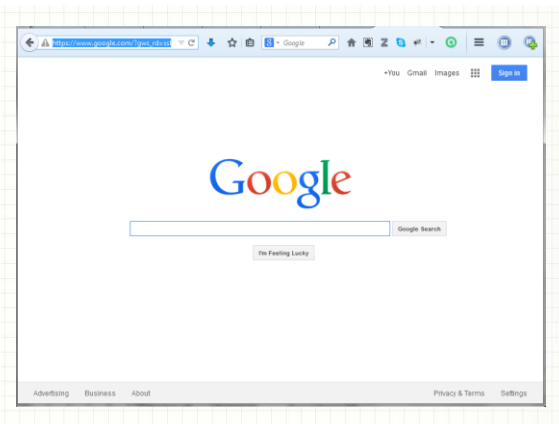 https://www.google.com/?gws_rd=ssl
8 Google
Z S
+You Gmail Images Sign in
Google
Google Search
I'm Feeling Lucky
Advertising Business About Privacy & Terms Settings